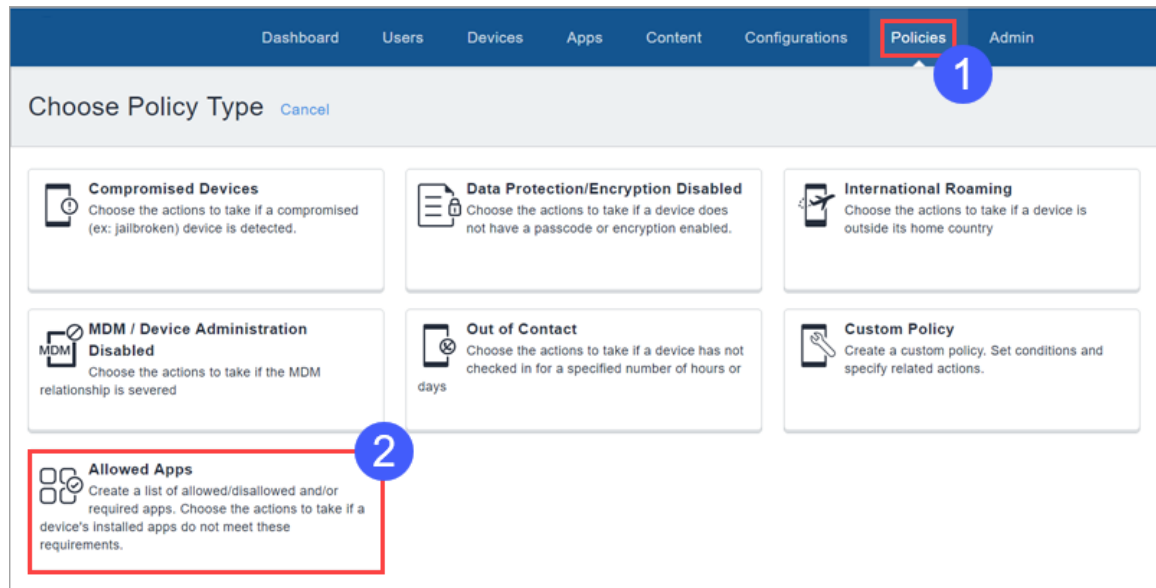 Dashboard Users Devices Apps Content Configurations Policies Admin
1
Choose Policy Type Cancel
Compromised Devices
Choose the actions to take if a compromised
(ex: jailbroken) device is detected.
Data Protection/Encryption Disabled
Choose the actions to take if a device does
not have a passcode or encryption enabled.
International Roaming
Choose the actions to take if a device is
outside its home country
MDM
MDM / Device Administration
Disabled
Choose the actions to take if the MDM
relationship is severed
Out of Contact
Choose the actions to take if a device has not
checked in for a specified number of hours or
days
Custom Policy
Create a custom policy. Set conditions and
specify related actions.
2
Allowed Apps
Create a list of allowed/disallowed and/or
required apps. Choose the actions to take if a
device's installed apps do not meet these
requirements.